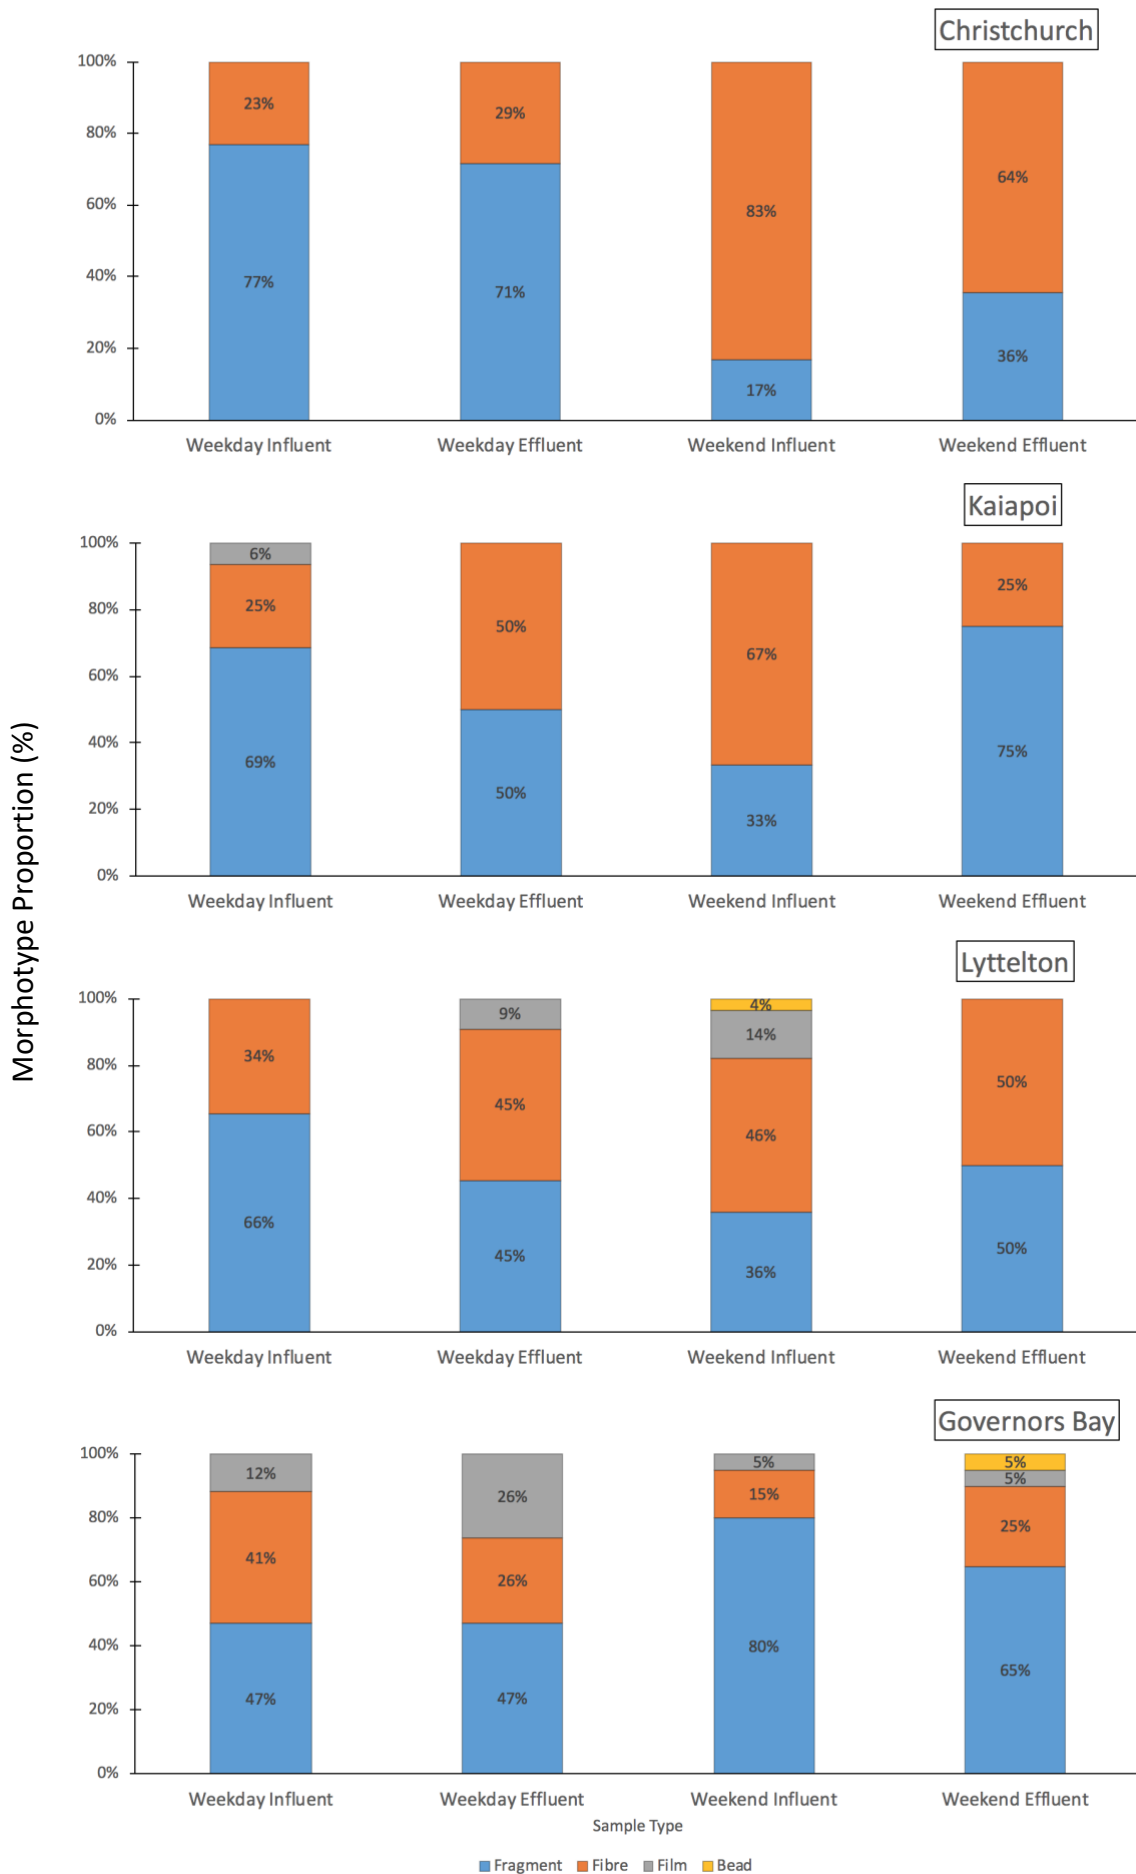 Christchurch
100%
80%
60%
40%
20%
0%
23%
77%
29%
71%
83%
17%
64%
36%
Weekday Influent
Weekday Effluent
Weekend Influent
Weekend Effluent
Kaiapoi
100%
80%
60%
40%
20%
0%
6%
25%
69%
50%
50%
67%
33%
25%
75%
Weekday Influent
Weekday Effluent
Weekend Influent
Weekend Effluent
Morphotype Proportion (%)
Lyttelton
100%
80%
60%
40%
20%
0%
34%
66%
9%
45%
45%
4%
14%
46%
36%
50%
50%
Weekday Influent
Weekday Effluent
Weekend Influent
Weekend Effluent
Governors Bay
100%
80%
60%
40%
20%
0%
12%
41%
47%
26%
26%
47%
5%
15%
80%
5%
5%
25%
65%
Weekday Influent
Weekday Effluent
Weekend Influent
Weekend Effluent
Sample Type
Fragment Fibre Film Bead